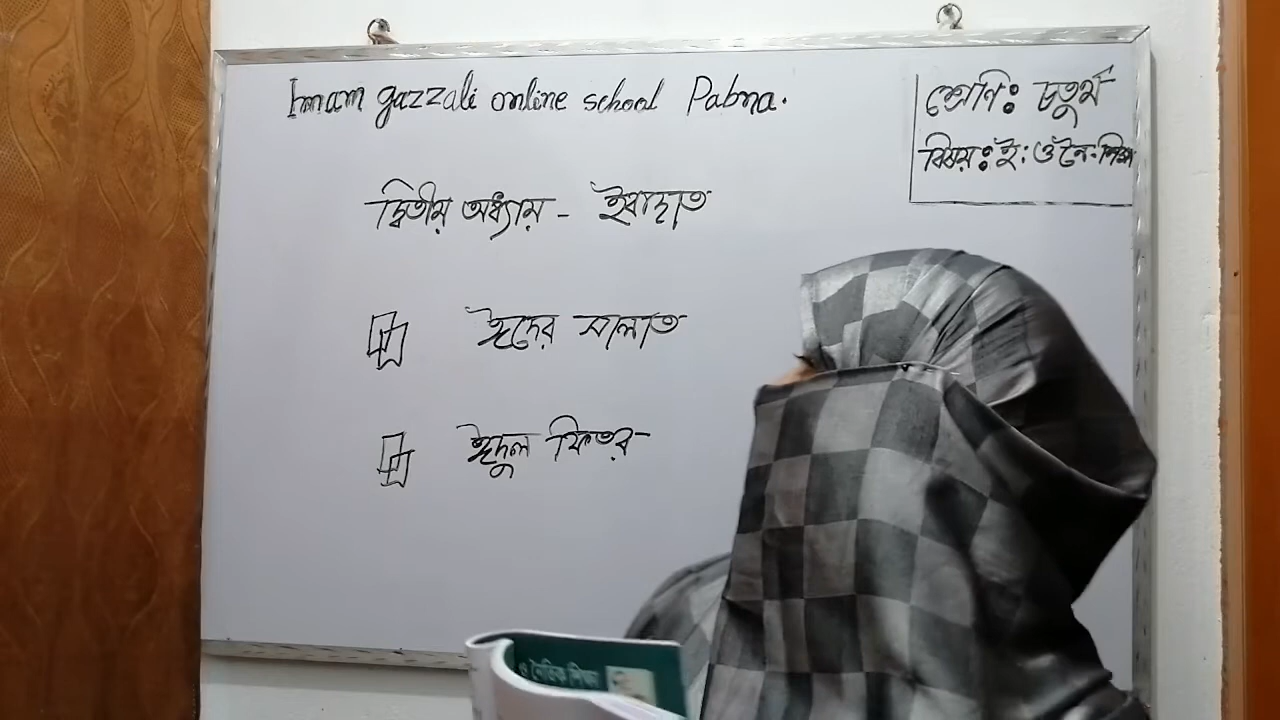 Imam gazzali online school Pabna.
শ্রেণি: চতুর্থ
বিষয়: ই: ও নৈ: শিক্ষা
দ্বিতীয় অধ্যায় - ইবাদাত
ঈদের সালাত
ঈদুল ফিতর
ও নৈতিক শিক্ষা